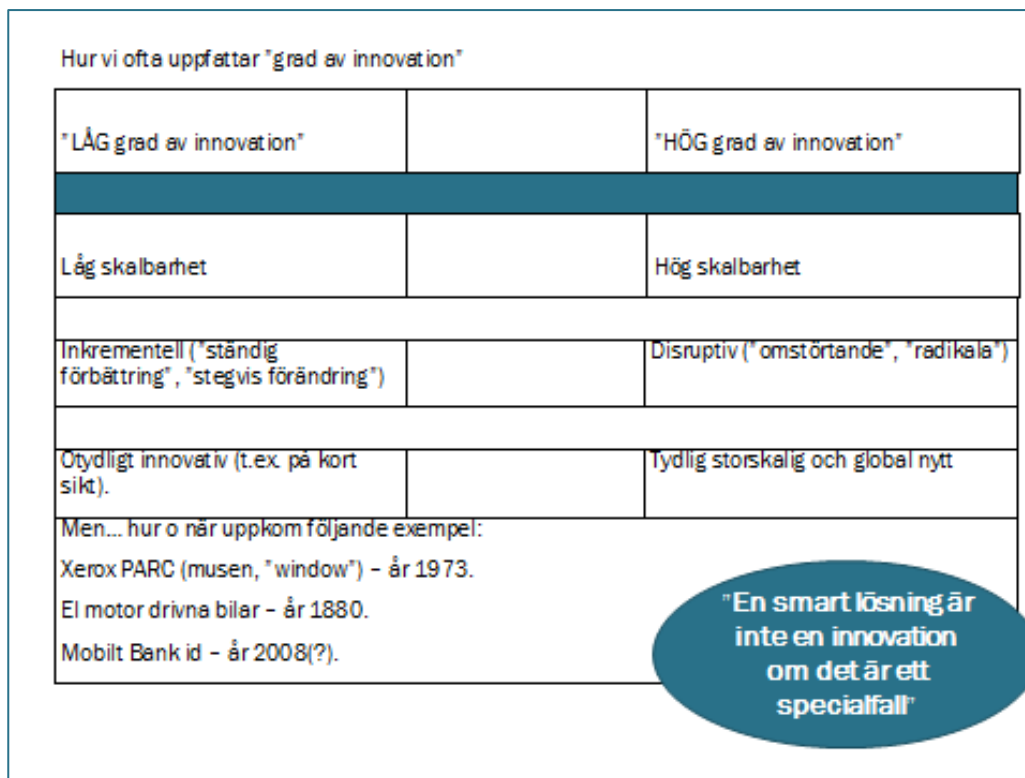 Hur vi ofta uppfattar "grad av innovation"
"LÅG grad av innovation"
"HÖG grad av innovation"
Låg skalbarhet
Hög skalbarhet
Inkrementell ("ständig
förbättring", "stegvis förändring")
Disruptiv ("omstörtande", "radikala")
Otydligt innovativ (t.ex. på kort
sikt).
Tydlig storskalig och global nytt
Men... hur o när uppkom följande exempel:
Xerox PARC (musen, "window") – år 1973.
El motor drivna bilar – år 1880.
Mobilt Bank id – år 2008(?).
"En smart lösning är
inte en innovation
om det är ett
specialfall"